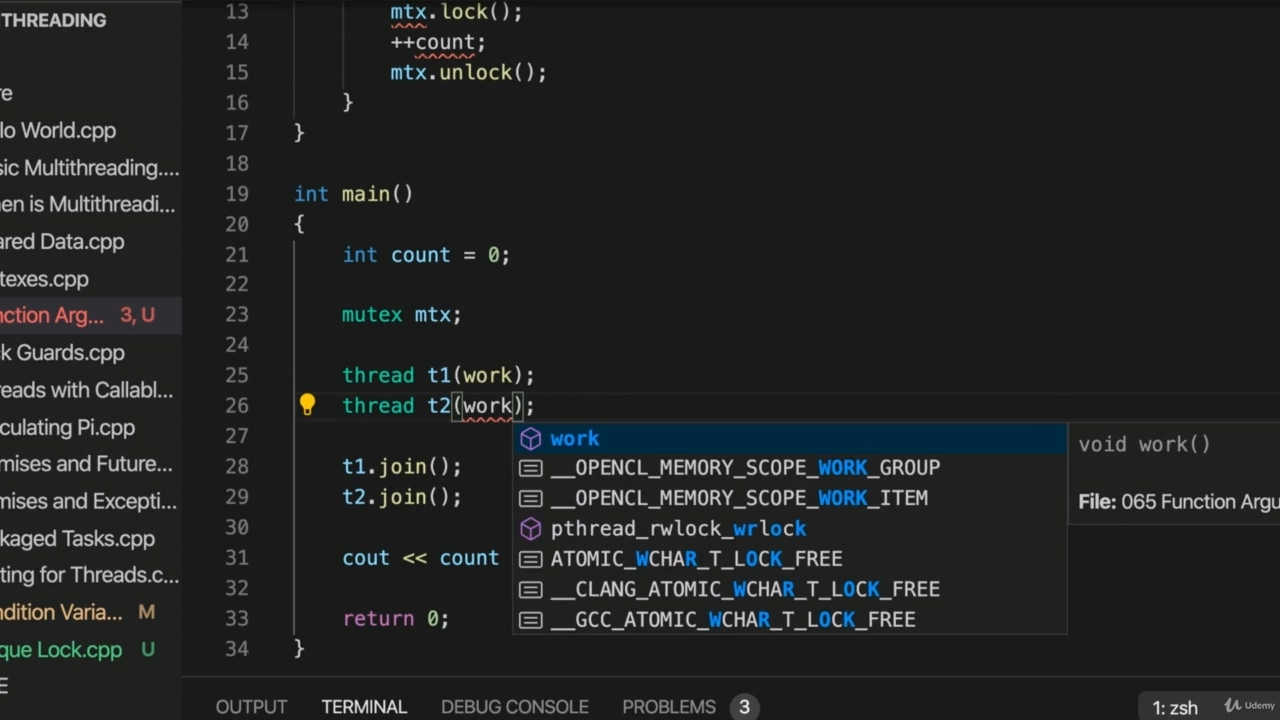 THREADING
re
lo World.cpp
sic Multithreading....
en is Multithreadi...
ared Data.cpp
texes.cpp
nction Arg... 3, U
k Guards.cpp
reads with Callabl...
culating Pi.cpp
mises and Future...
mises and Excepti...
kaged Tasks.cpp
ting for Threads.c...
ndition Varia... M
que Lock.cpp U
E
13 mtx.lock();
14 ++count;
15 mtx.unlock();
16 }
17 }
18
19 int main()
20 {
21 int count = 0;
22
23 mutex mtx;
24
25 thread t1(work);
26 thread t2(work);
27
28 t1.join();
29 t2.join();
30
31 cout << count
32
33 return 0;
34 }
work
__OPENCL_MEMORY_SCOPE_WORK_GROUP
__OPENCL_MEMORY_SCOPE_WORK_ITEM
pthread_rwlock_wrlock
ATOMIC_WCHAR_T_LOCK_FREE
__CLANG_ATOMIC_WCHAR_T_LOCK_FREE
__GCC_ATOMIC_WCHAR_T_LOCK_FREE
void work()
File: 065 Function Argu
OUTPUT TERMINAL DEBUG CONSOLE PROBLEMS 3
1: zsh
Udemy